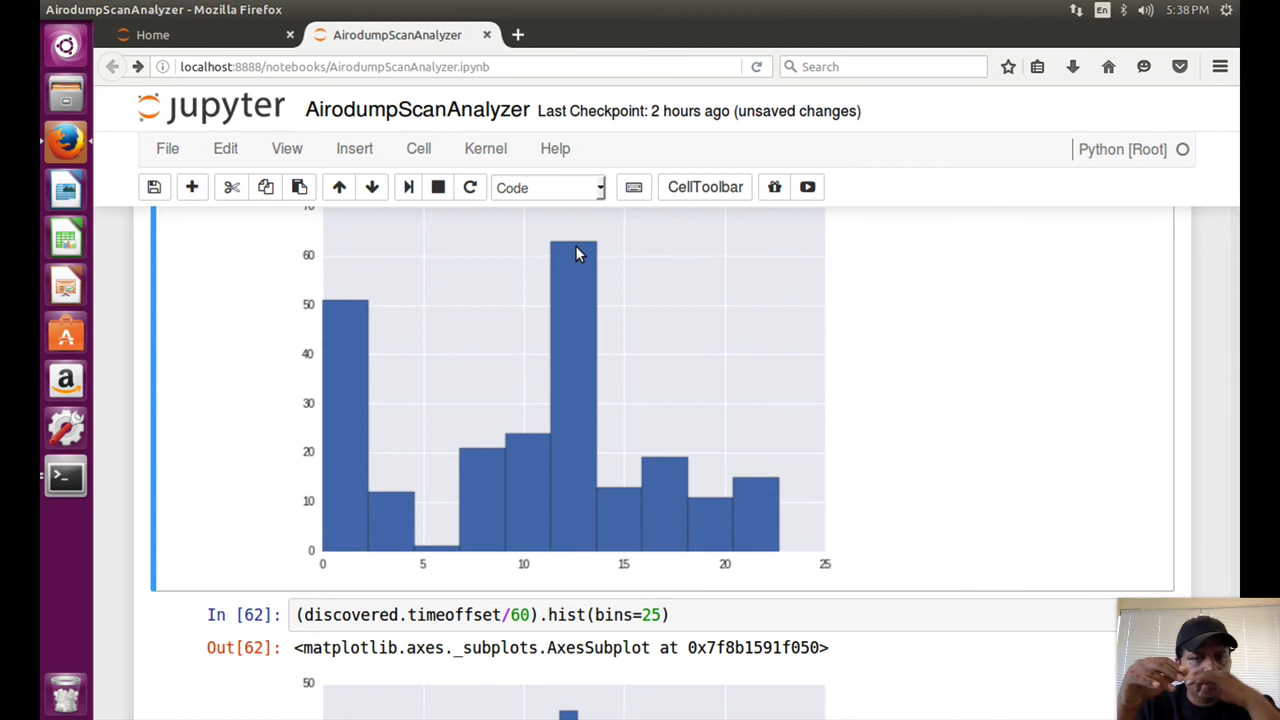 AirodumpScanAnalyzer - Mozilla Firefox
En
5:38 PM
Home
AirodumpScanAnalyzer
localhost:8888/notebooks/AirodumpScanAnalyzer.ipynb
Search
jupyter AirodumpScanAnalyzer Last Checkpoint: 2 hours ago (unsaved changes)
File Edit View Insert Cell Kernel Help
Python [Root]
Code
CellToolbar
70
60
50
40
30
20
10
0
0 5 10 15 20 25
In [62]: (discovered.timeoffset/60).hist(bins=25)
Out[62]: <matplotlib.axes._subplots.AxesSubplot at 0x7f8b1591f050>
50